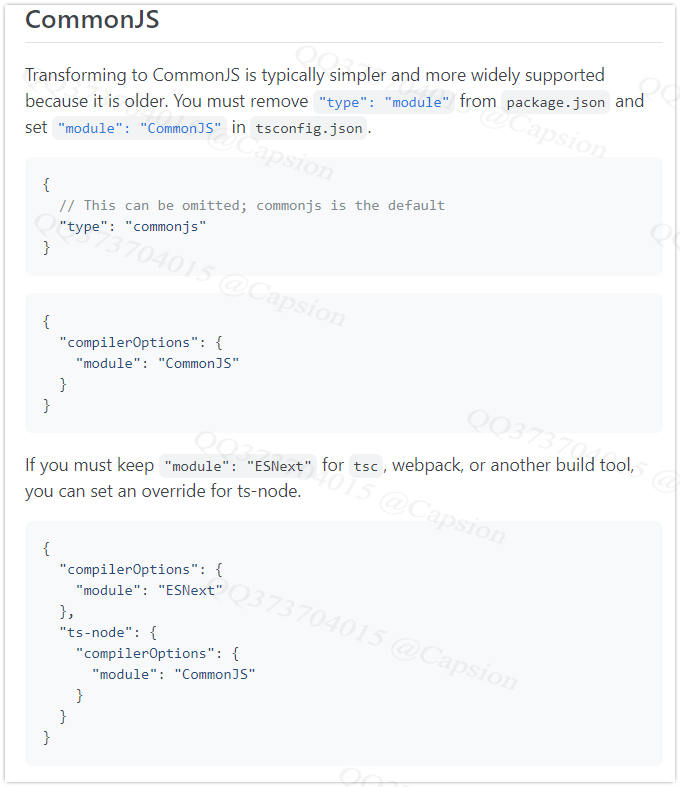 CommonJS
Transforming to CommonJS is typically simpler and more widely supported
because it is older. You must remove "type": "module" from package.json and
set "module": "CommonJS" in tsconfig.json.
{
  // This can be omitted; commonjs is the default
  "type": "commonjs"
}
{
  "compilerOptions": {
    "module": "CommonJS"
  }
}
If you must keep "module": "ESNext" for tsc, webpack, or another build tool,
you can set an override for ts-node.
{
  "compilerOptions": {
    "module": "ESNext"
  },
  "ts-node": {
    "compilerOptions": {
      "module": "CommonJS"
    }
  }
}
QQ373704015 @Capsion
QQ373704015 @Capsion
QQ373704015 @Capsion
QQ373704015 @Capsion
QQ373704015 @Capsion